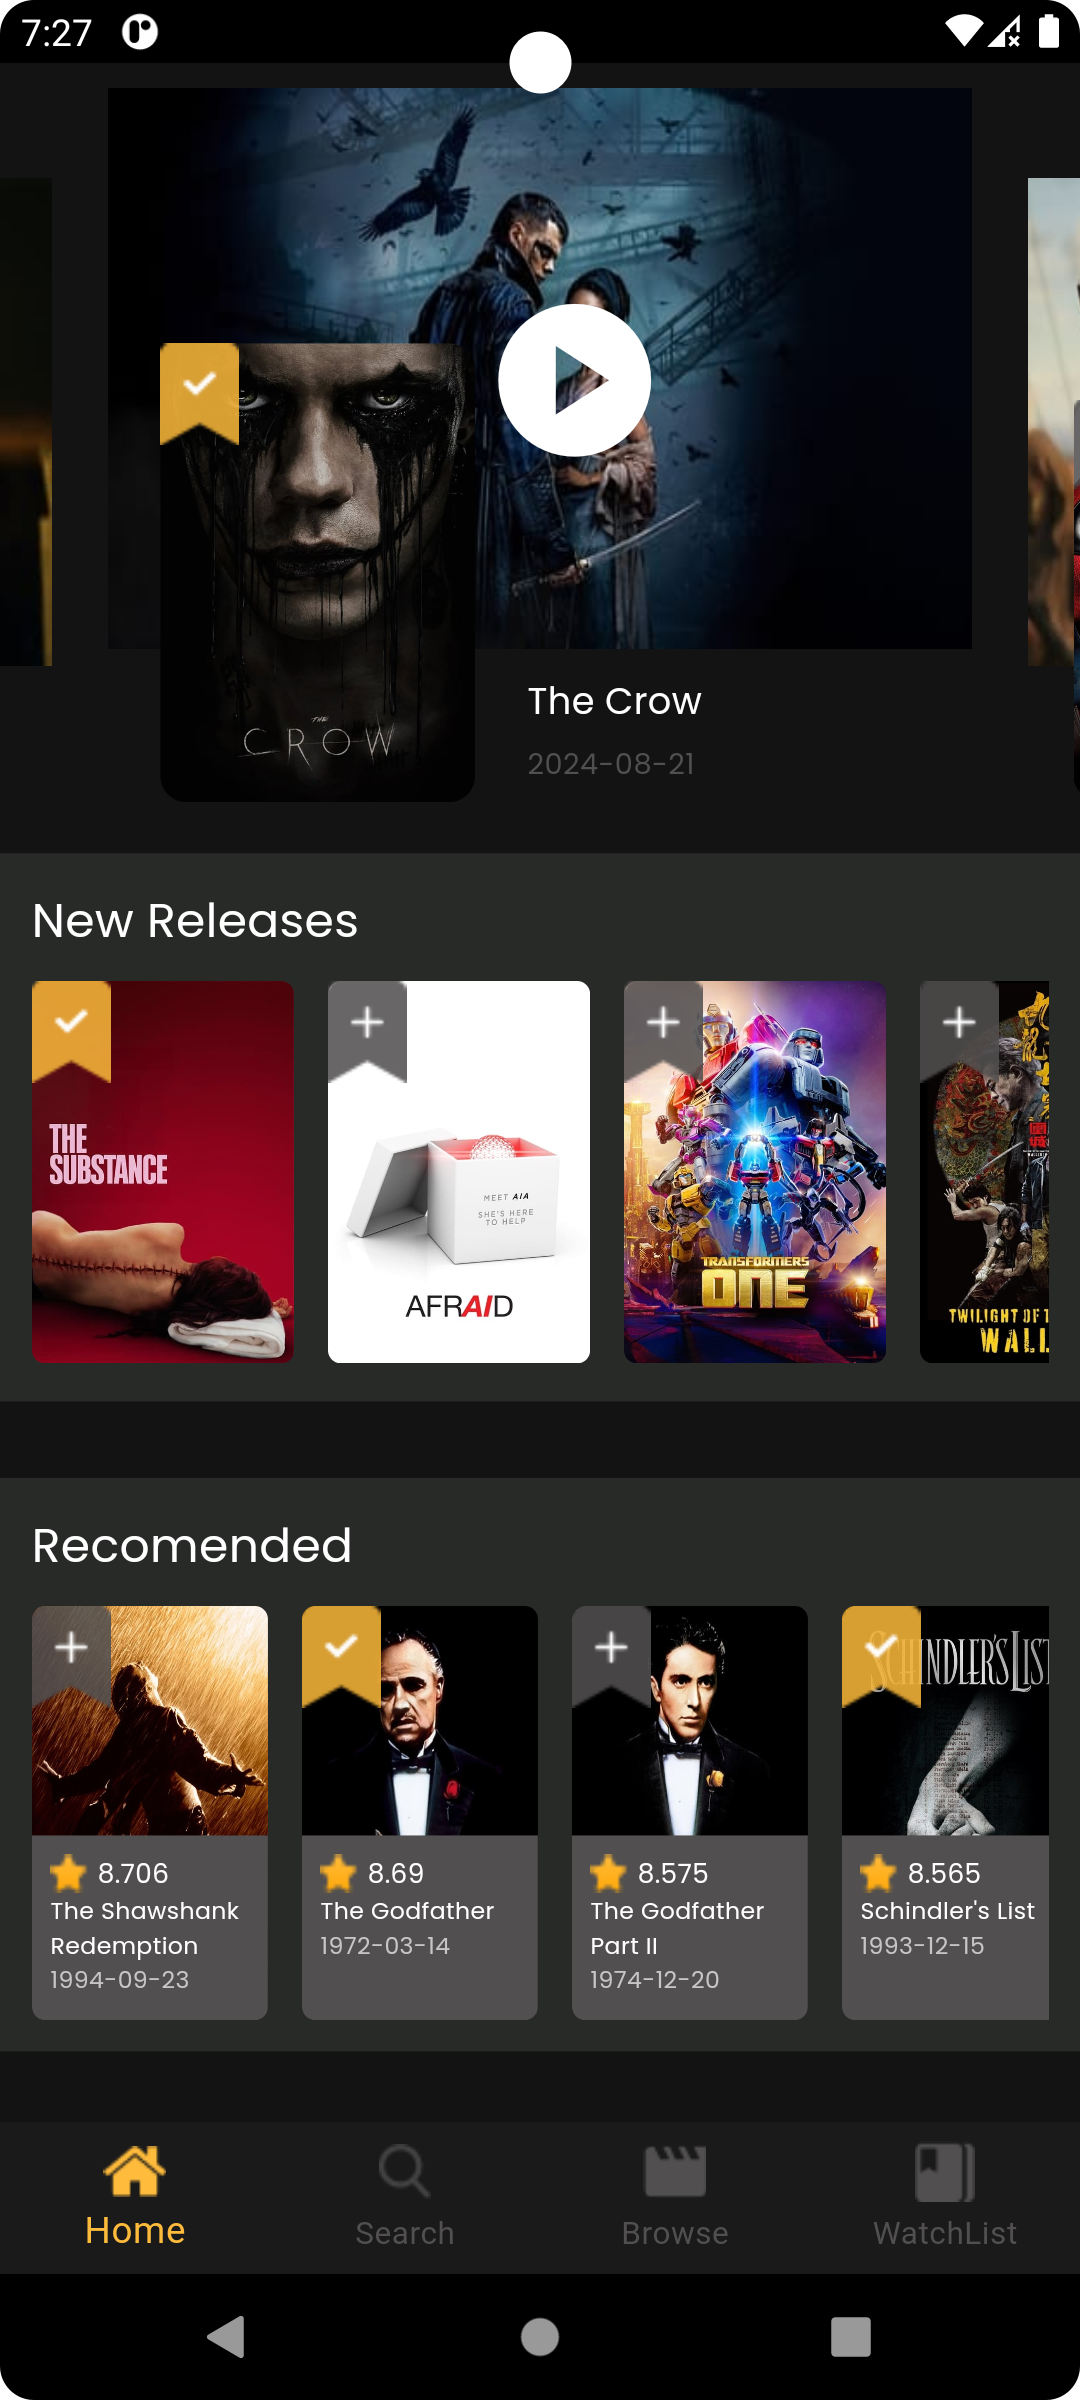 7:27
THE
CROW
The Crow
2024-08-21
New Releases
THE
SUBSTANCE
MEET AIA
SHE'S HERE
TO HELP
AFRAID
TRANSFORMERS
ONE
TWILIGHT OF T
WALL
Recomended
SCHINDLER'S LIST
8.706
The Shawshank
Redemption
1994-09-23
8.69
The Godfather
1972-03-14
8.575
The Godfather
Part II
1974-12-20
8.565
Schindler's List
1993-12-15
Home
Search
Browse
WatchList